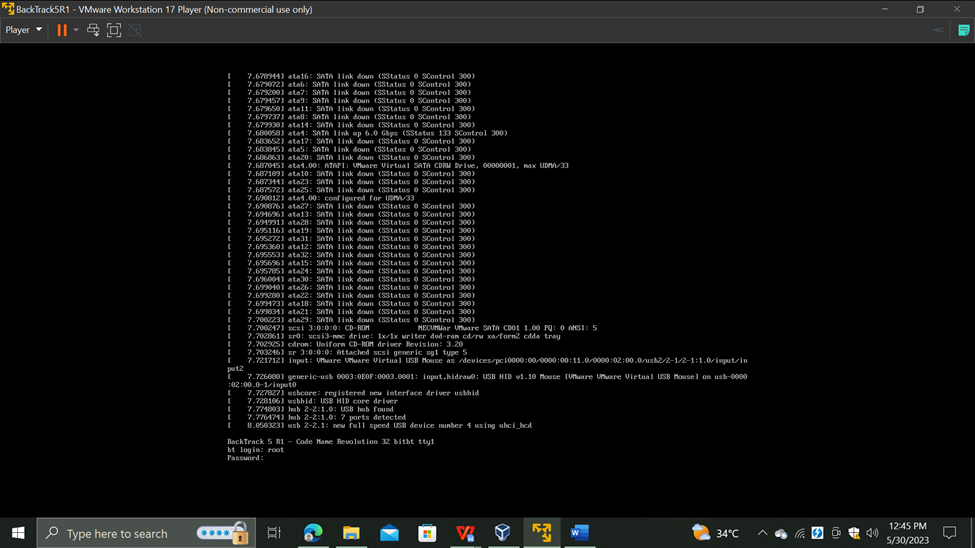 BackTrack5R1 - VMware Workstation 17 Player (Non-commercial use only)
Player
[    7.678944] ata16: SATA link down (SStatus 0 SControl 300)
[    7.679072] ata6: SATA link down (SStatus 0 SControl 300)
[    7.679200] ata7: SATA link down (SStatus 0 SControl 300)
[    7.679457] ata9: SATA link down (SStatus 0 SControl 300)
[    7.679650] ata11: SATA link down (SStatus 0 SControl 300)
[    7.679737] ata8: SATA link down (SStatus 0 SControl 300)
[    7.679930] ata14: SATA link down (SStatus 0 SControl 300)
[    7.680058] ata4: SATA link up 6.0 Gbps (SStatus 133 SControl 300)
[    7.683652] ata17: SATA link down (SStatus 0 SControl 300)
[    7.683845] ata5: SATA link down (SStatus 0 SControl 300)
[    7.686863] ata20: SATA link down (SStatus 0 SControl 300)
[    7.687045] ata4.00: ATAPI: VMware Virtual SATA CDRW Drive, 00000001, max UDMA/33
[    7.687109] ata10: SATA link down (SStatus 0 SControl 300)
[    7.687344] ata23: SATA link down (SStatus 0 SControl 300)
[    7.687572] ata25: SATA link down (SStatus 0 SControl 300)
[    7.690812] ata4.00: configured for UDMA/33
[    7.690876] ata27: SATA link down (SStatus 0 SControl 300)
[    7.694696] ata13: SATA link down (SStatus 0 SControl 300)
[    7.694991] ata28: SATA link down (SStatus 0 SControl 300)
[    7.695116] ata19: SATA link down (SStatus 0 SControl 300)
[    7.695272] ata31: SATA link down (SStatus 0 SControl 300)
[    7.695360] ata12: SATA link down (SStatus 0 SControl 300)
[    7.695553] ata32: SATA link down (SStatus 0 SControl 300)
[    7.695696] ata15: SATA link down (SStatus 0 SControl 300)
[    7.695785] ata24: SATA link down (SStatus 0 SControl 300)
[    7.696004] ata30: SATA link down (SStatus 0 SControl 300)
[    7.699040] ata26: SATA link down (SStatus 0 SControl 300)
[    7.699280] ata22: SATA link down (SStatus 0 SControl 300)
[    7.699473] ata18: SATA link down (SStatus 0 SControl 300)
[    7.699834] ata21: SATA link down (SStatus 0 SControl 300)
[    7.700223] ata29: SATA link down (SStatus 0 SControl 300)
[    7.700247] scsi 3:0:0:0: CD-ROM            NECVMWar VMware SATA CD01 1.00 PQ: 0 ANSI: 5
[    7.702861] sr0: scsi3-mmc drive: 1x/1x writer dvd-ram cd/rw xa/form2 cdda tray
[    7.702925] cdrom: Uniform CD-ROM driver Revision: 3.20
[    7.703246] sr 3:0:0:0: Attached scsi generic sg1 type 5
[    7.721712] input: VMware VMware Virtual USB Mouse as /devices/pci0000:00/0000:00:11.0/0000:02:00.0/usb2/2-1/2-1:1.0/input/in
put2
[    7.726080] generic-usb 0003:0E0F:0003.0001: input,hidraw0: USB HID v1.10 Mouse [VMware VMware Virtual USB Mouse] on usb-0000
:02:00.0-1/input0
[    7.727827] usbcore: registered new interface driver usbhid
[    7.728106] usbhid: USB HID core driver
[    7.774803] hub 2-2:1.0: USB hub found
[    7.776474] hub 2-2:1.0: 7 ports detected
[    8.050323] usb 2-2.1: new full speed USB device number 4 using uhci_hcd
BackTrack 5 R1 - Code Name Revolution 32 bitbt tty1
bt login: root
Password:
Type here to search
34°C
12:45 PM
5/30/2023